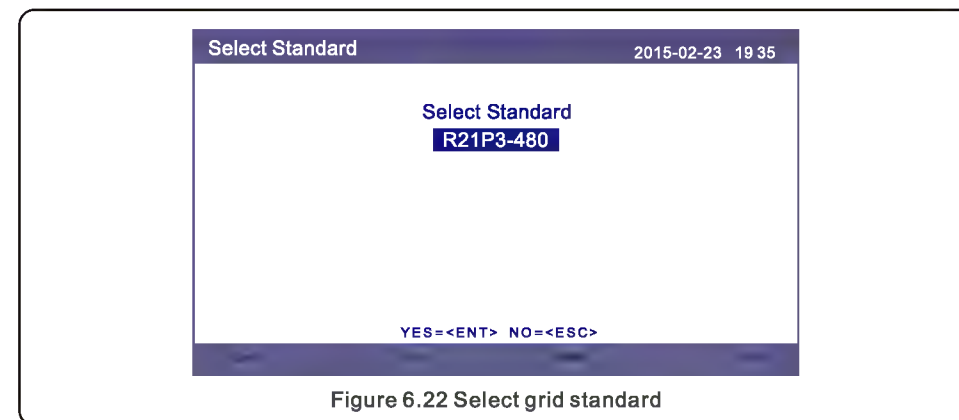 Select Standard
2015-02-23 19 35
Select Standard
R21P3-480
YES=<ENT> NO=<ESC>
Figure 6.22 Select grid standard